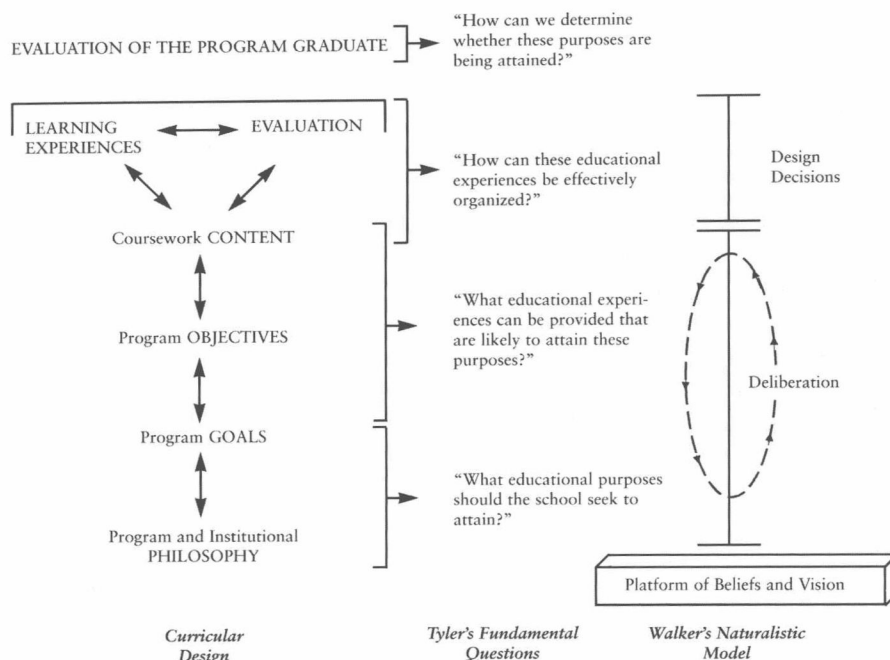 EVALUATION OF THE PROGRAM GRADUATE
“How can we determine
whether these purposes are
being attained?”
LEARNING
EXPERIENCES
EVALUATION
“How can these educational
experiences be effectively
organized?”
Design
Decisions
Coursework CONTENT
“What educational experi-
ences can be provided that
are likely to attain these
purposes?”
Program OBJECTIVES
Deliberation
Program GOALS
“What educational purposes
should the school seek to
attain?”
Program and Institutional
PHILOSOPHY
Platform of Beliefs and Vision
Curricular
Design
Tyler’s Fundamental
Questions
Walker’s Naturalistic
Model